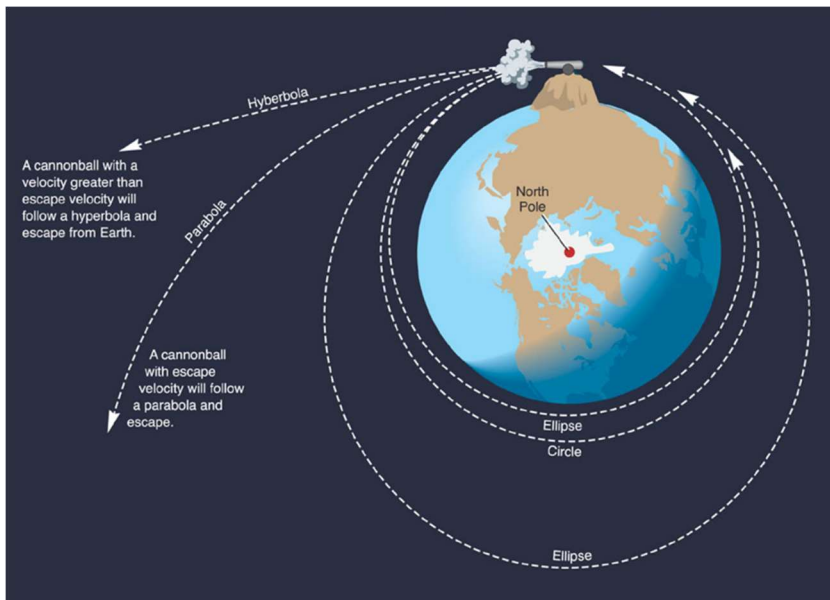 Hyberbola
A cannonball with a
velocity greater than
escape velocity will
follow a hyperbola and
escape from Earth.
Parabola
A cannonball
with escape
velocity will follow
a parabola and
escape.
North
Pole
Ellipse
Circle
Ellipse